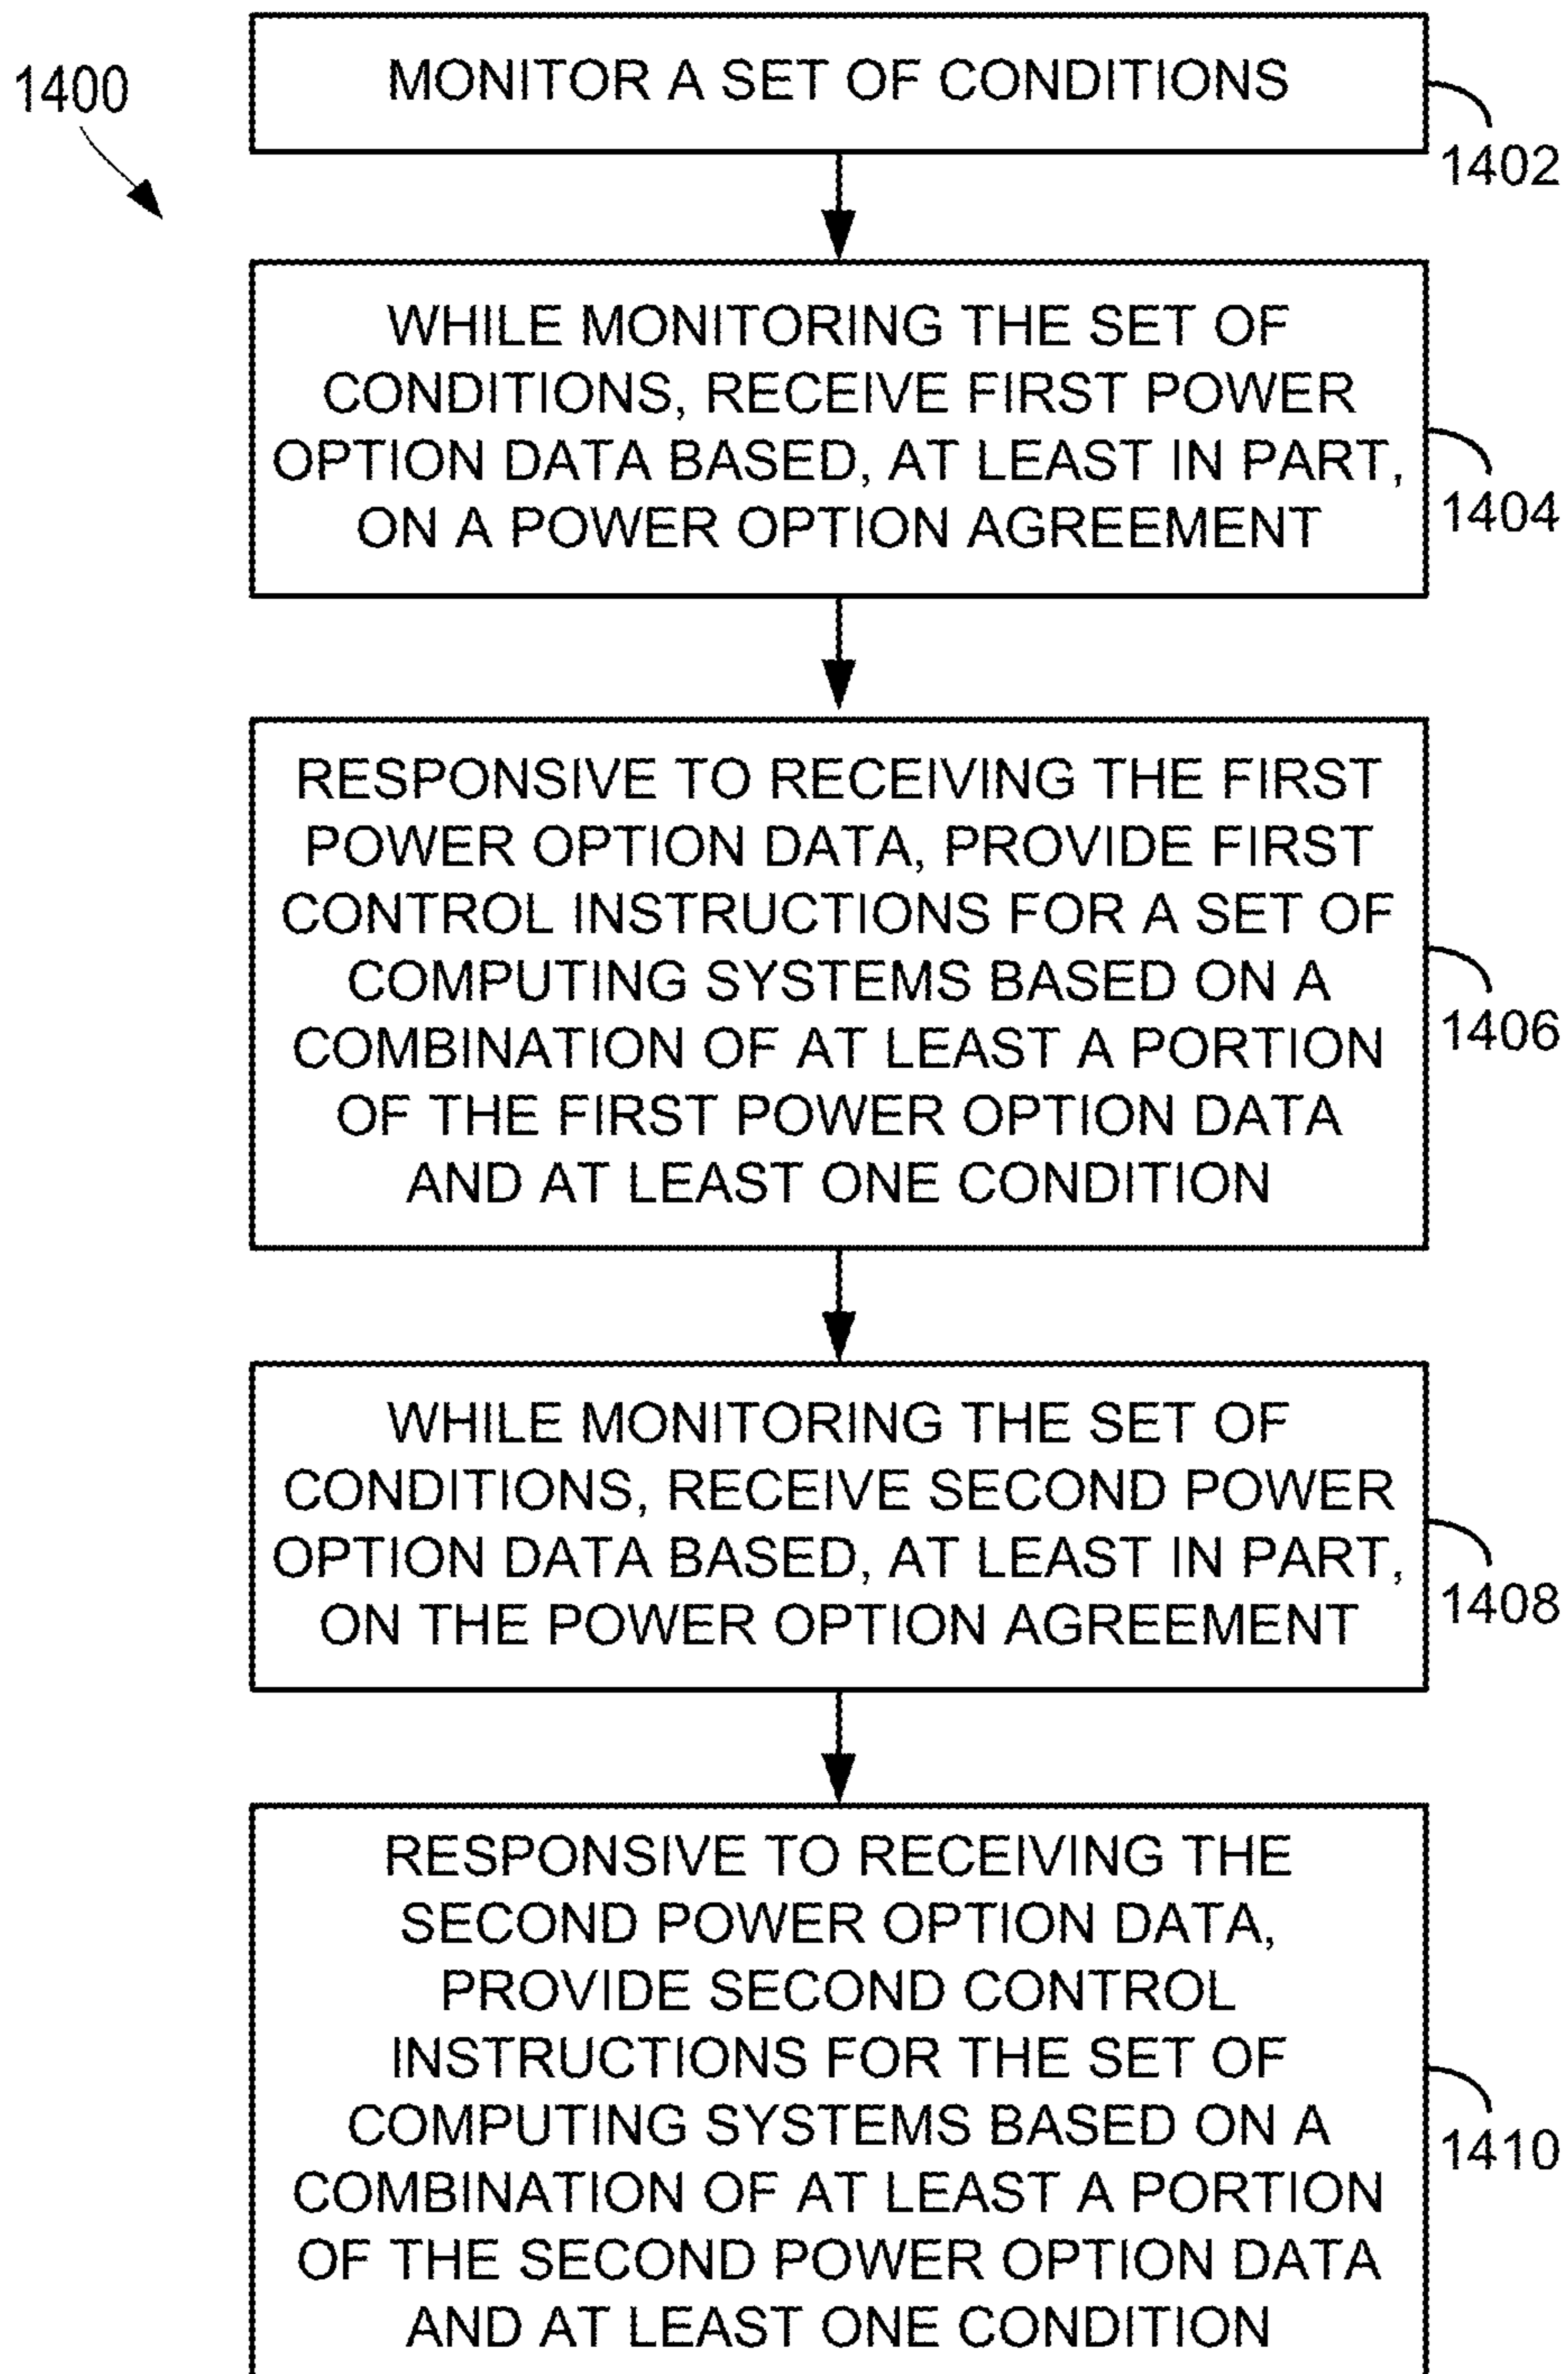 1400
MONITOR A SET OF CONDITIONS
1402
WHILE MONITORING THE SET OF
CONDITIONS, RECEIVE FIRST POWER
OPTION DATA BASED, AT LEAST IN PART,
ON A POWER OPTION AGREEMENT
1404
RESPONSIVE TO RECEIVING THE FIRST
POWER OPTION DATA, PROVIDE FIRST
CONTROL INSTRUCTIONS FOR A SET OF
COMPUTING SYSTEMS BASED ON A
COMBINATION OF AT LEAST A PORTION
OF THE FIRST POWER OPTION DATA
AND AT LEAST ONE CONDITION
1406
WHILE MONITORING THE SET OF
CONDITIONS, RECEIVE SECOND POWER
OPTION DATA BASED, AT LEAST IN PART,
ON THE POWER OPTION AGREEMENT
1408
RESPONSIVE TO RECEIVING THE
SECOND POWER OPTION DATA,
PROVIDE SECOND CONTROL
INSTRUCTIONS FOR THE SET OF
COMPUTING SYSTEMS BASED ON A
COMBINATION OF AT LEAST A PORTION
OF THE SECOND POWER OPTION DATA
AND AT LEAST ONE CONDITION
1410